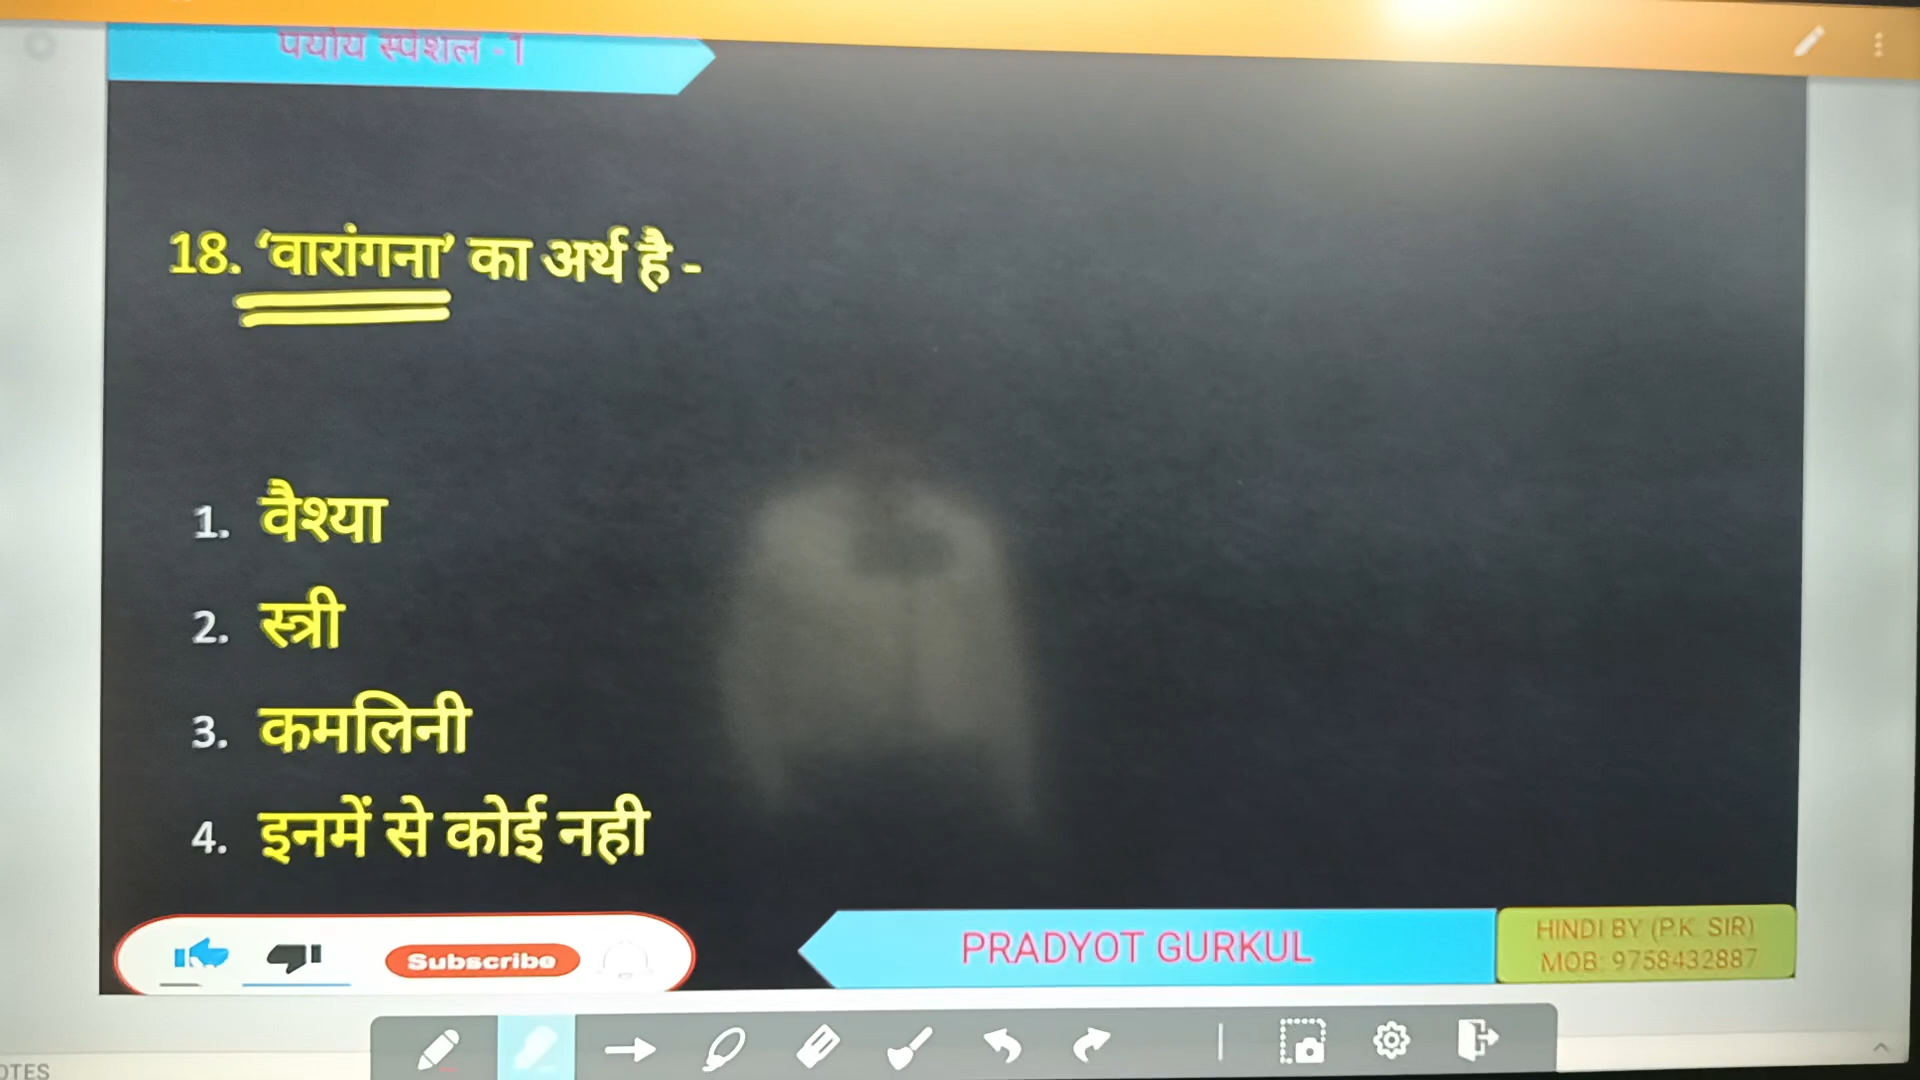 पर्याय स्पेशल -1
18. ‘वारांगना’ का अर्थ है -
1. वैश्या
2. स्त्री
3. कमलिनी
4. इनमें से कोई नही
Subscribe
PRADYOT GURKUL
HINDI BY (P.K. SIR)
MOB: 9758432887